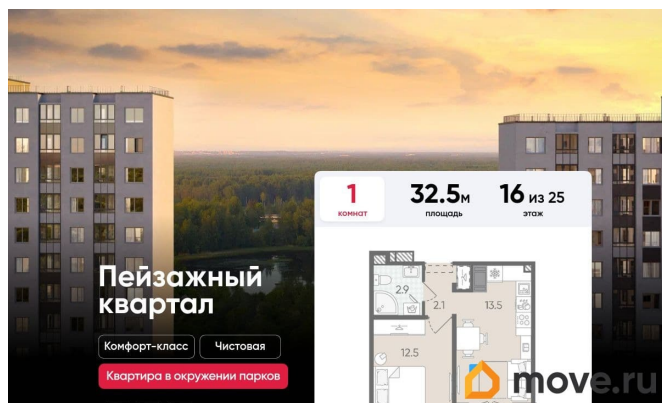 1
комнат
32.5м
площадь
16 из 25
этаж
Пейзажный
квартал
Комфорт-класс
Чистовая
Квартира в окружении парков
2.9
2.1
13.5
12.5
move.ru